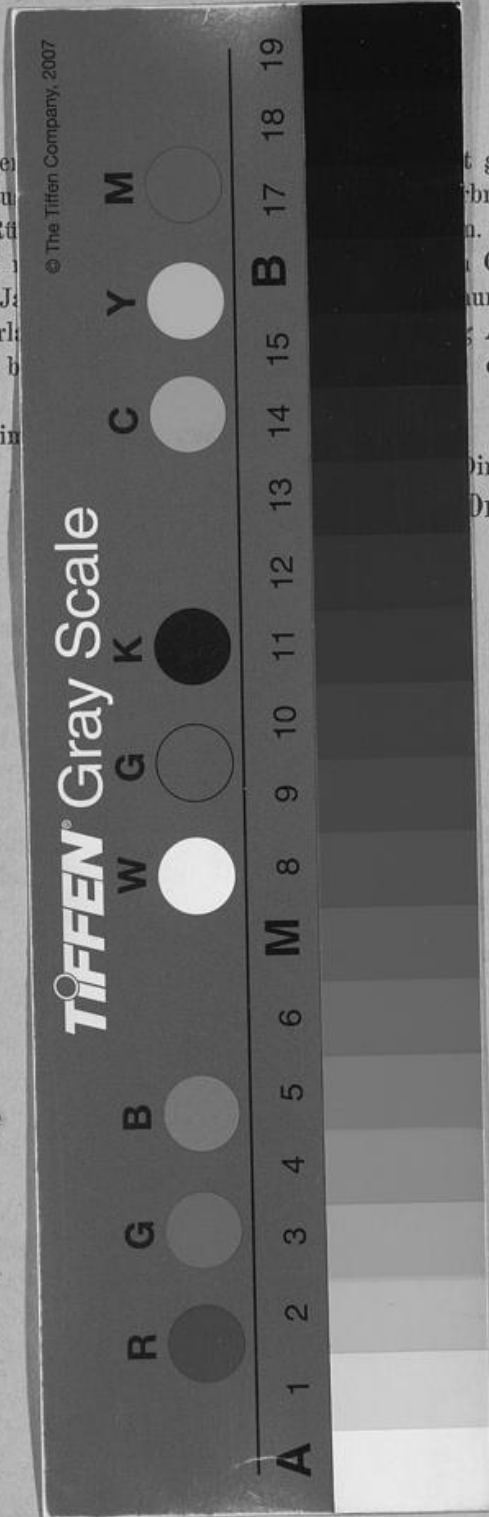 © The Tiffen Company, 2007
TIFFEN® Gray Scale
R G B W G K C Y M
A 1 2 3 4 5 6 M 8 9 10 11 12 13 14 15 B 17 18 19